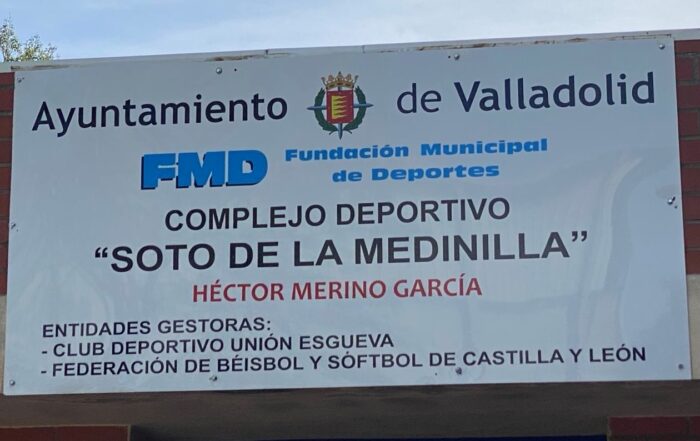 Ayuntamiento de Valladolid
FMD Fundación Municipal
de Deportes
COMPLEJO DEPORTIVO
“SOTO DE LA MEDINILLA”
HÉCTOR MERINO GARCÍA
ENTIDADES GESTORAS:
- CLUB DEPORTIVO UNIÓN ESGUEVA
- FEDERACIÓN DE BÉISBOL Y SÓFTBOL DE CASTILLA Y LEÓN